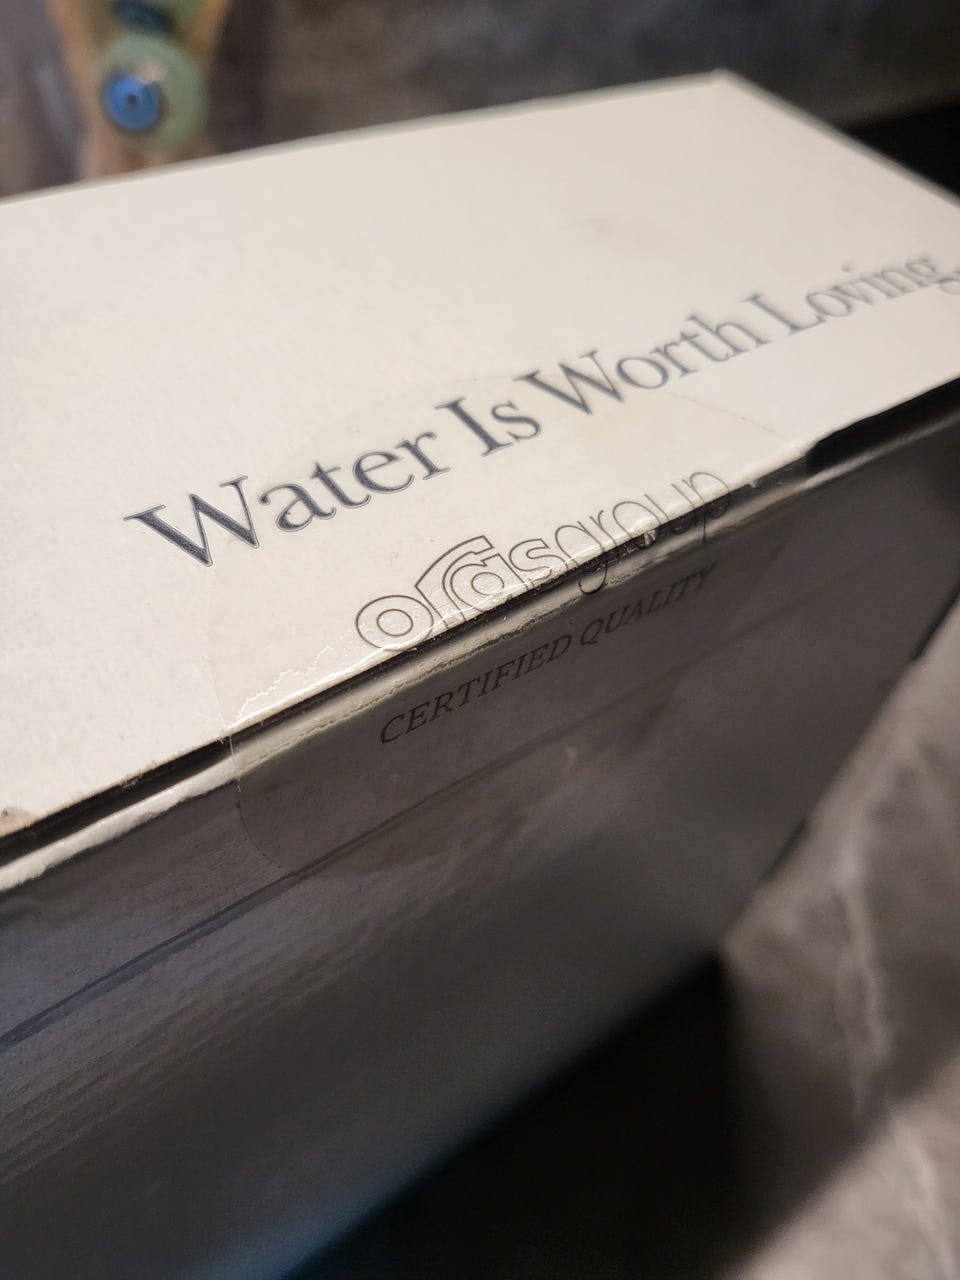 Water Is Worth Loving
orasgroup
CERTIFIED QUALITY